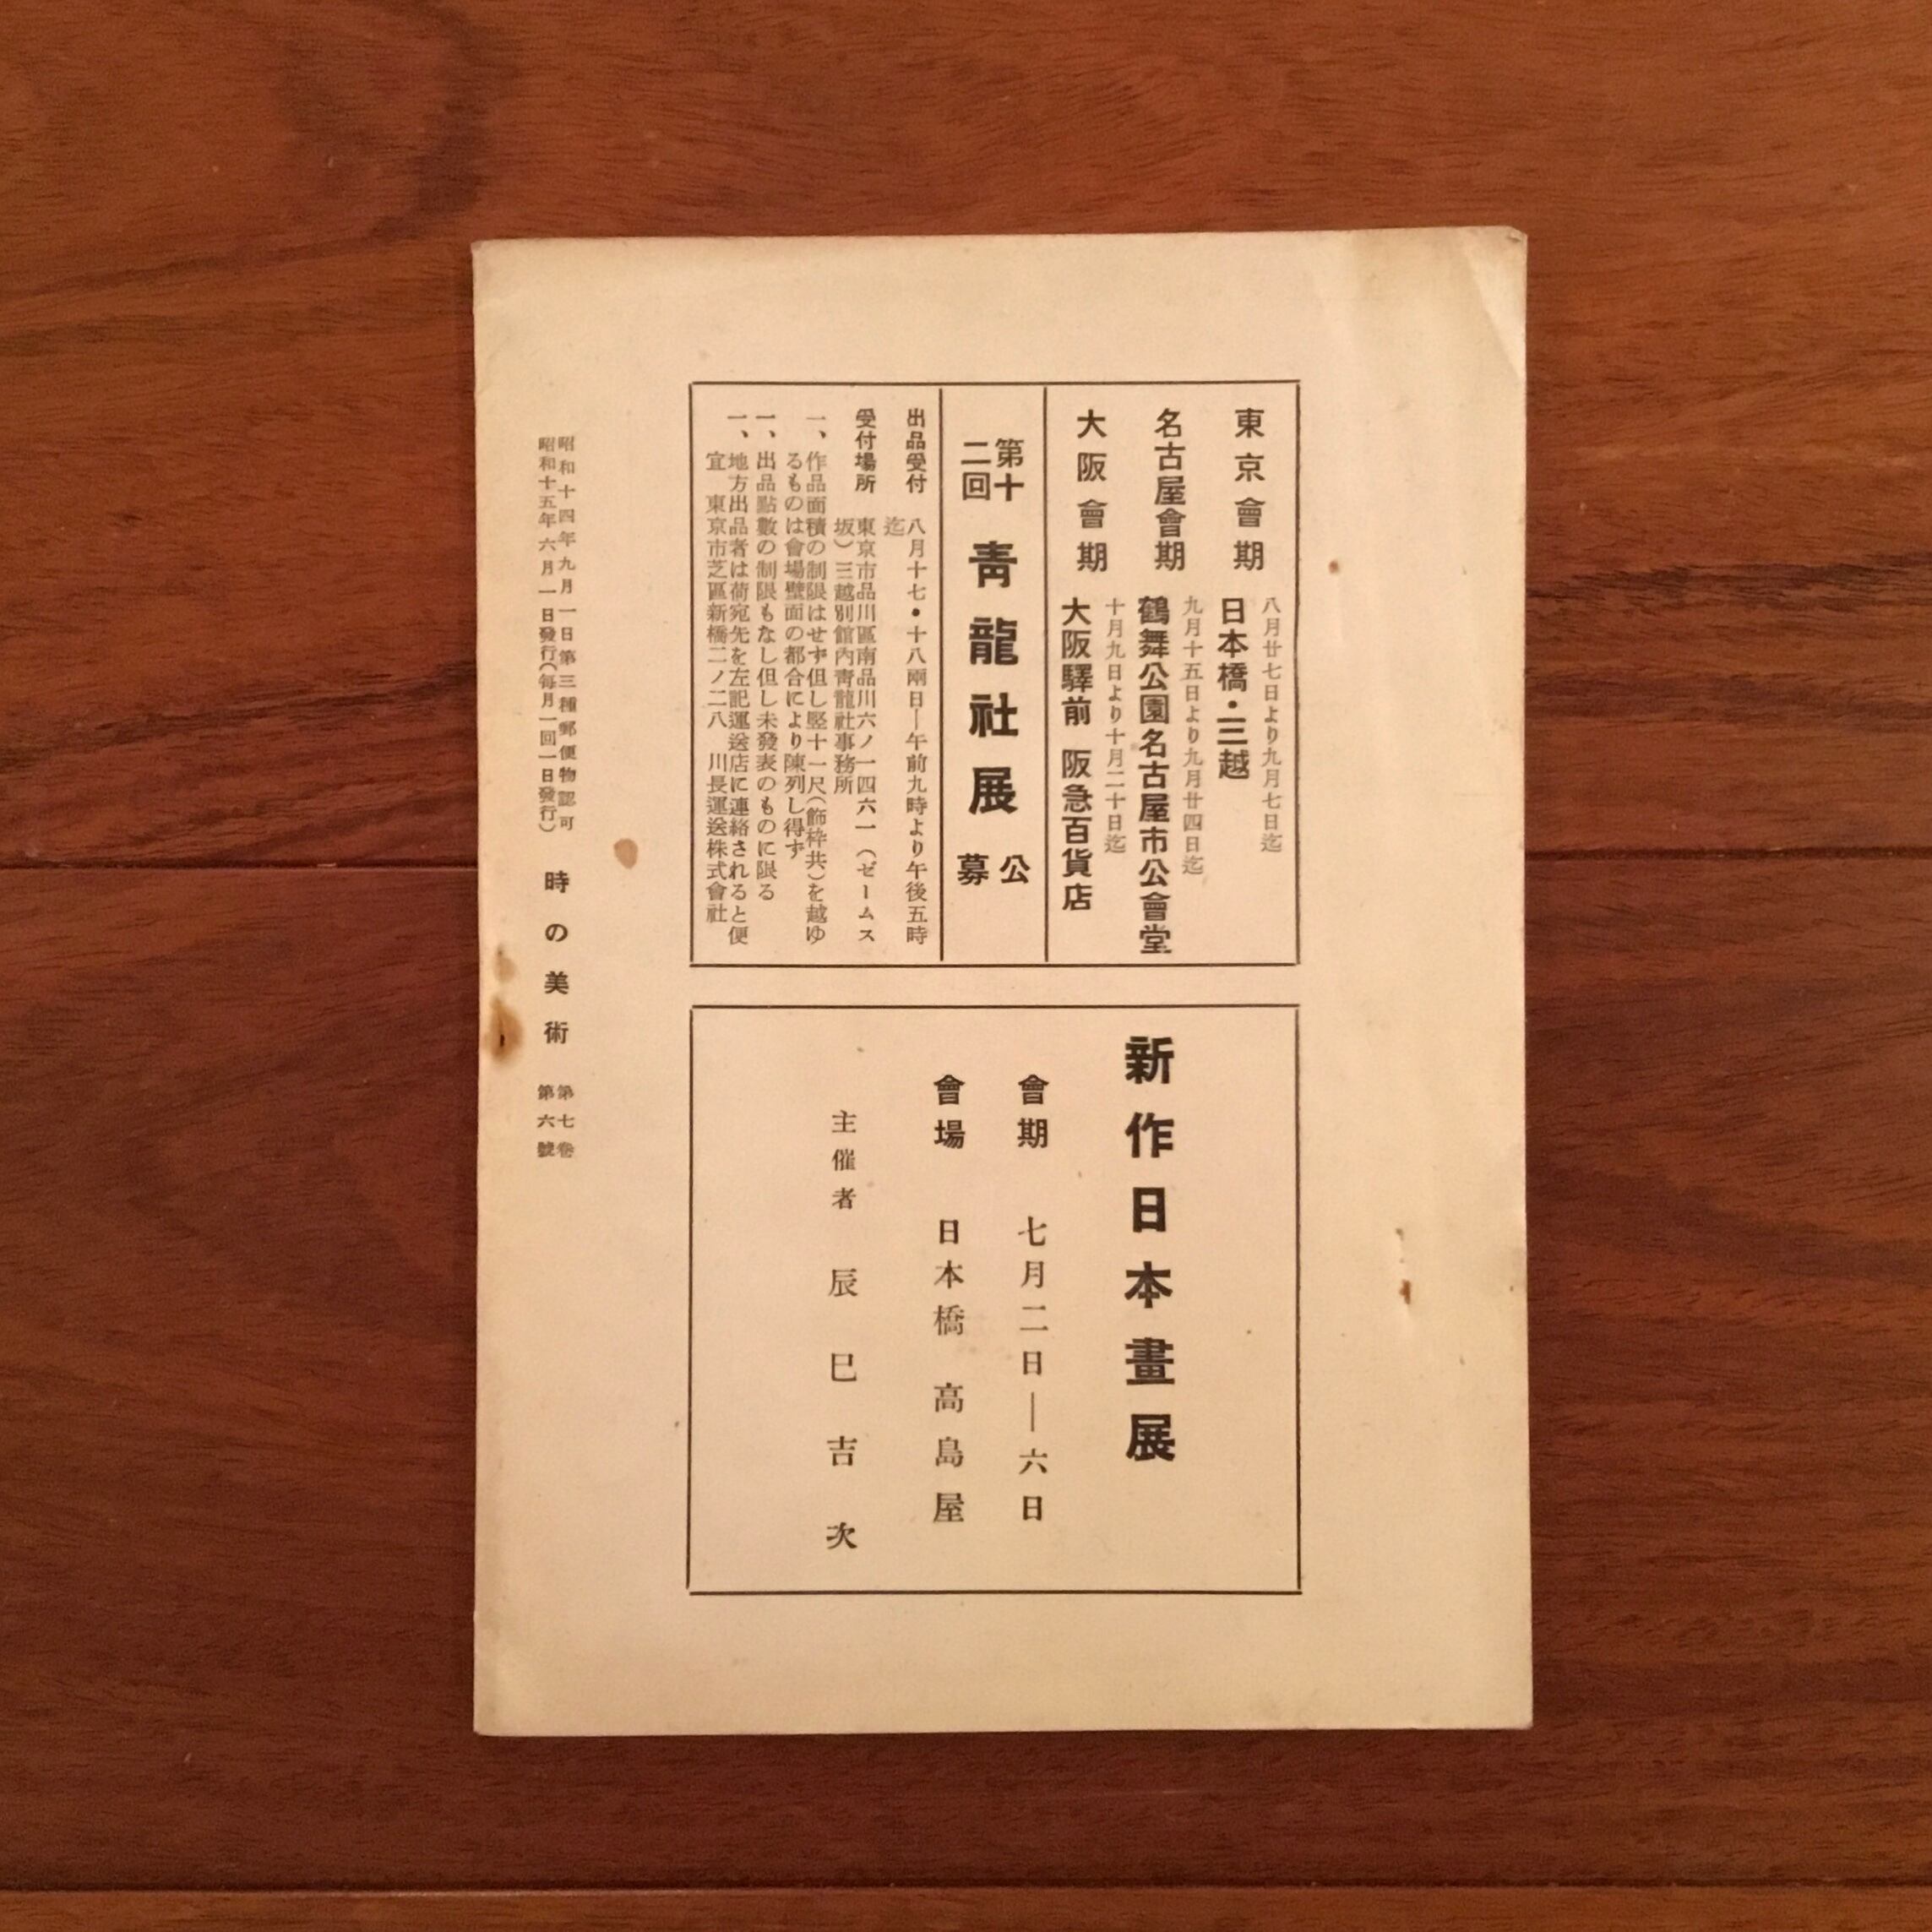 東京會期
八月廿七日より九月七日迄
日本橋・三越
名古屋會期
九月十五日より九月廿四日迄
鶴舞公園名古屋市公會堂
大阪會期
十月九日より十月二十日迄
大阪驛前 阪急百貨店
第十
二回
靑龍社展
公
募
出品受付 八月十七・十八兩日―午前九時より午後五時
迄
受付場所 東京市品川區南品川六ノ一四六一(ゼームス
坂)三越別館內靑龍社事務所
一、作品面積の制限はせず但し竪十一尺(飾枠共)を越ゆ
るものは會場壁面の都合により陳列し得ず
一、出品點數の制限もなし但し未發表のものに限る
一、地方出品者は荷宛先を左記運送店に連絡されると便
宜 東京市芝區新橋二ノ二八 川長運送株式會社
新作日本畫展
會期 七月二日―六日
會場 日本橋 高島屋
主催者 辰巳吉次
昭和十四年九月一日第三種郵便物認可
昭和十五年六月一日發行(每月一回一日發行)
時の美術
第七卷
第六號